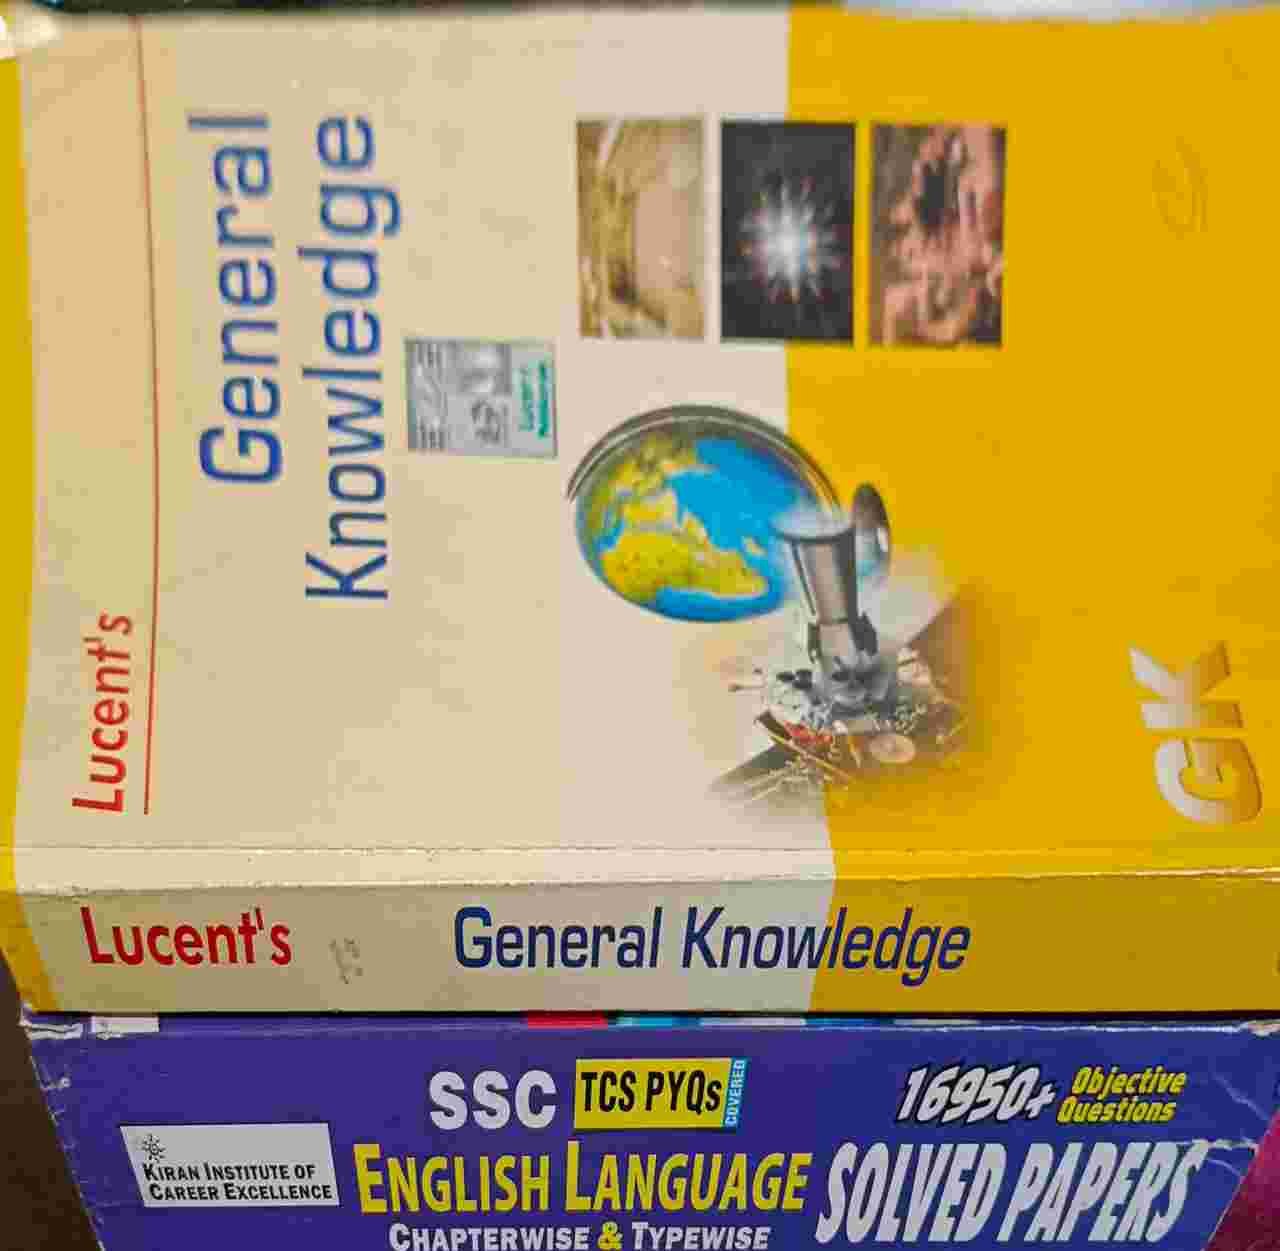 Lucent's
General
Knowledge
Lucent's
GK
Lucent's General Knowledge
SSC TCS PYQs COVERED
16950+ Objective Questions
KIRAN INSTITUTE OF
CAREER EXCELLENCE
ENGLISH LANGUAGE SOLVED PAPERS
CHAPTERWISE & TYPEWISE